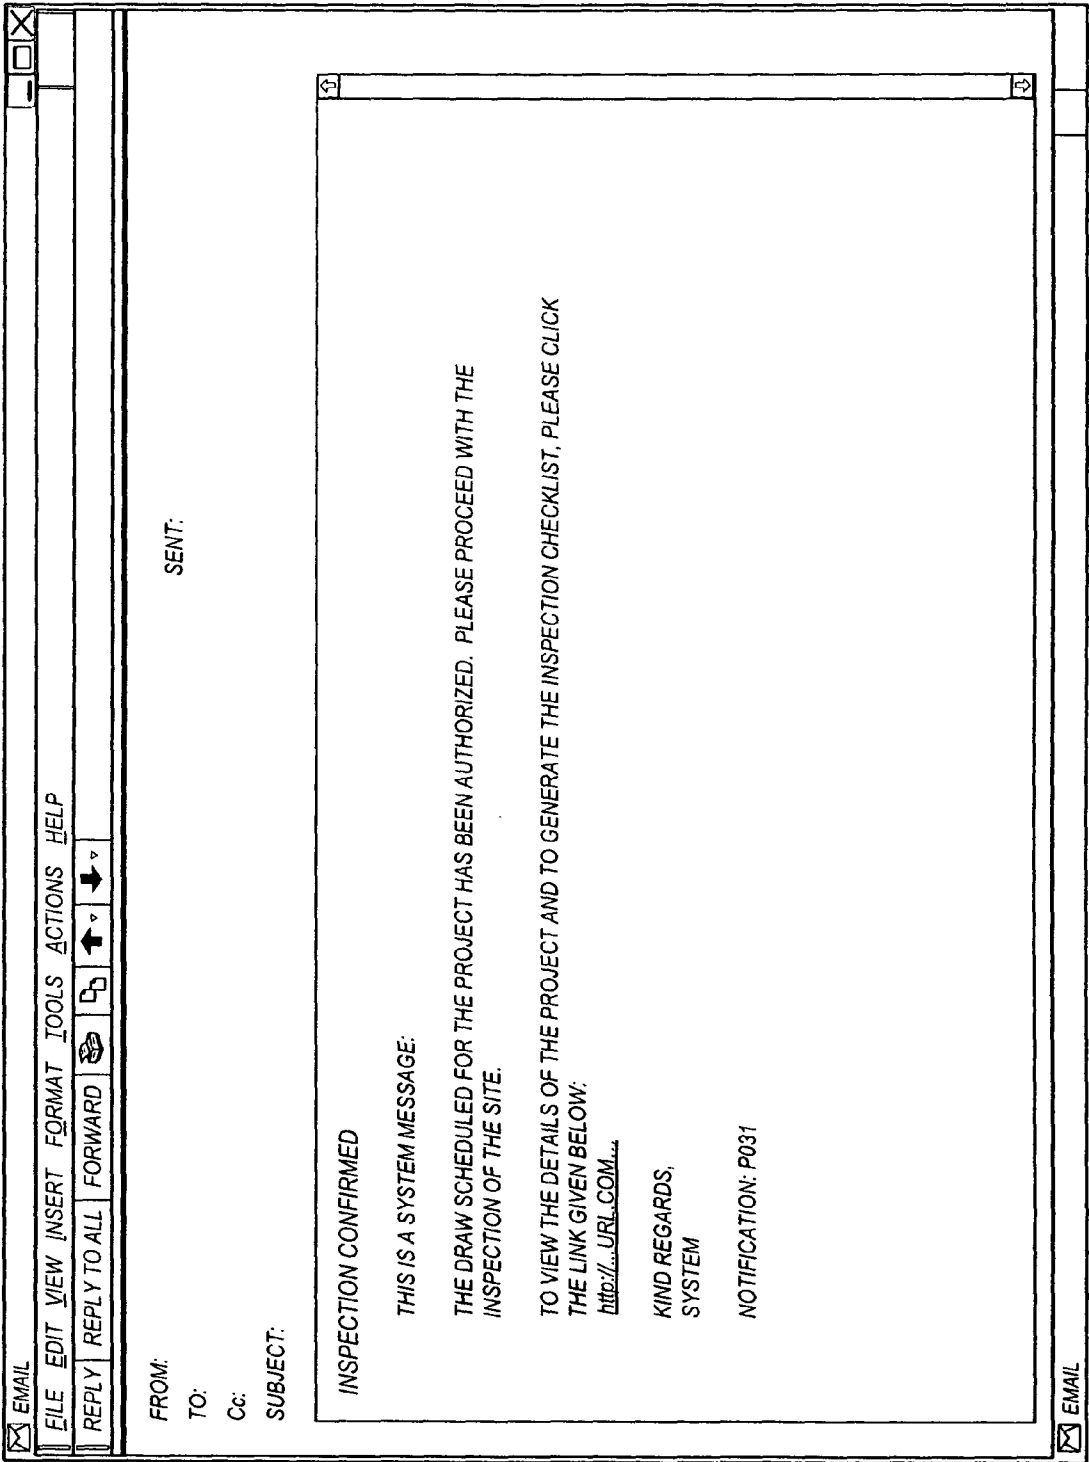 EMAIL
FILE EDIT VIEW INSERT FORMAT TOOLS ACTIONS HELP
REPLY REPLY TO ALL FORWARD
FROM: SENT:
TO:
Cc:
SUBJECT:
INSPECTION CONFIRMED
THIS IS A SYSTEM MESSAGE:
THE DRAW SCHEDULED FOR THE PROJECT HAS BEEN AUTHORIZED. PLEASE PROCEED WITH THE
INSPECTION OF THE SITE.
TO VIEW THE DETAILS OF THE PROJECT AND TO GENERATE THE INSPECTION CHECKLIST, PLEASE CLICK
THE LINK GIVEN BELOW:
http://...URL.COM...
KIND REGARDS,
SYSTEM
NOTIFICATION: P031
EMAIL